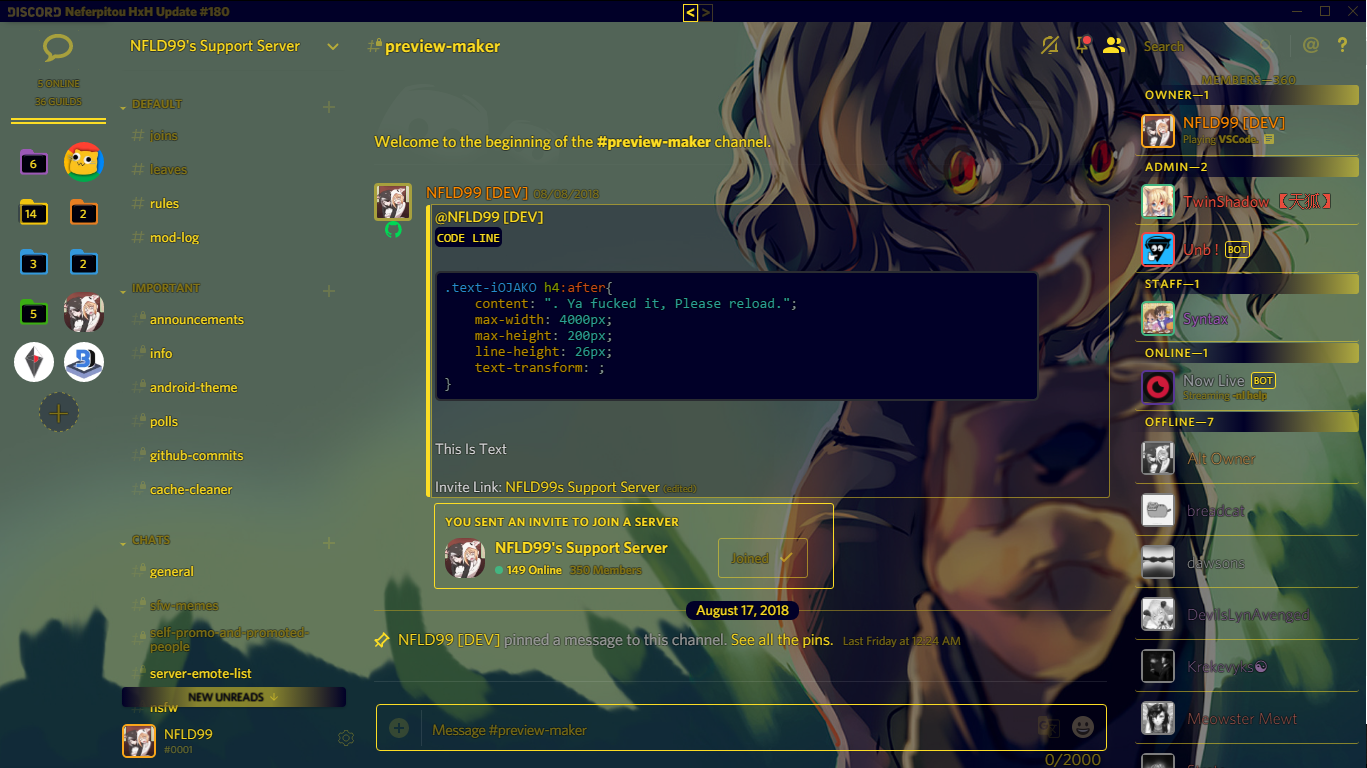 DISCORD Neferpitou HxH Update #180
< >
5 ONLINE
36 GUILDS
6
14
2
3
2
5
NFLD99's Support Server
DEFAULT
joins
leaves
rules
mod-log
IMPORTANT
announcements
info
android-theme
polls
github-commits
cache-cleaner
CHATS
general
sfw-memes
self-promo-and-promoted-
people
server-emote-list
NEW UNREADS ↓
nsfw
NFLD99
#0001
preview-maker
Search
@ ?
Welcome to the beginning of the #preview-maker channel.
NFLD99 [DEV] 08/08/2018
@NFLD99 [DEV]
CODE LINE
.text-iOJAKO h4:after{
content: ". Ya fucked it, Please reload.";
max-width: 4000px;
max-height: 200px;
line-height: 26px;
text-transform: ;
}
This Is Text
Invite Link: NFLD99s Support Server (edited)
YOU SENT AN INVITE TO JOIN A SERVER
NFLD99's Support Server
149 Online 350 Members
Joined
August 17, 2018
NFLD99 [DEV] pinned a message to this channel. See all the pins. Last Friday at 12:24 AM
Message #preview-maker
0/2000
MEMBERS—360
OWNER—1
NFLD99 [DEV]
Playing VSCode.
ADMIN—2
TwinShadow 【天狐】
Unb ! BOT
STAFF—1
Syntax
ONLINE—1
Now Live BOT
Streaming -nl help
OFFLINE—7
Alt Owner
breadcat
dawsons
DevilsLynAvenged
Krekevyks☯
Meowster Mewt